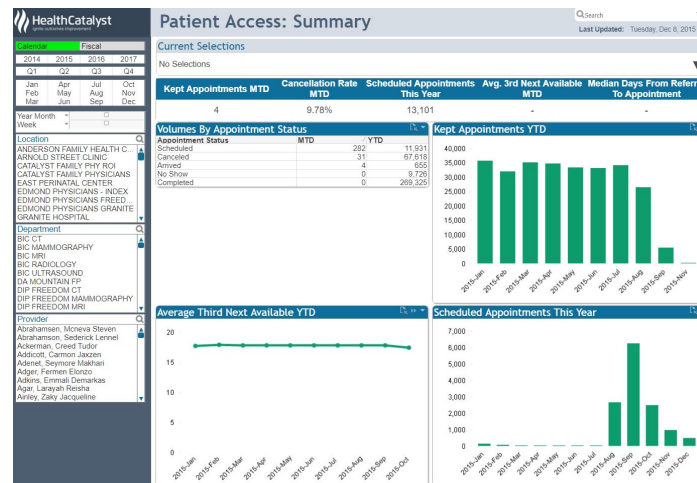 HealthCatalyst
ignite outcomes improvement
Patient Access: Summary
Search
Last Updated: Tuesday, Dec 8, 2015
Calendar Fiscal
2014 2015 2016 2017
Q1 Q2 Q3 Q4
Jan Apr Jul Oct
Feb May Aug Nov
Mar Jun Sep Dec
Year Month
Week
Location
ANDERSON FAMILY HEALTH C...
ARNOLD STREET CLINIC
CATALYST FAMILY PHY ROI
CATALYST FAMILY PHYSICIANS
EAST PERINATAL CENTER
EDMOND PHYSICIANS - INDEX
EDMOND PHYSICIANS FREED...
EDMOND PHYSICIANS GRANITE
GRANITE HOSPITAL
Department
BIC CT
BIC MAMMOGRAPHY
BIC MRI
BIC RADIOLOGY
BIC ULTRASOUND
DA MOUNTAIN FP
DIP FREEDOM CT
DIP FREEDOM MAMMOGRAPHY
DIP FREEDOM MRI
Provider
Abrahamsen, Mcneva Steven
Abrahamson, Sederick Lennel
Ackerman, Creed Tudor
Addicott, Carmon Jaxzen
Adenet, Seymore Makhari
Adger, Fermen Elonzo
Adkins, Emmali Demarkas
Agar, Larayah Reisha
Ainley, Zaky Jacqueline
Current Selections
No Selections
Kept Appointments MTD
4
Cancellation Rate MTD
9.78%
Scheduled Appointments This Year
13,101
Avg. 3rd Next Available MTD
-
Median Days From Referr
To Appointment
-
Volumes By Appointment Status
Appointment Status MTD YTD
Scheduled 282 11,931
Canceled 31 67,618
Arrived 4 655
No Show 0 9,726
Completed 0 269,325
Kept Appointments YTD
40,000
35,000
30,000
25,000
20,000
15,000
10,000
5,000
0
2015-Jan 2015-Feb 2015-Mar 2015-Apr 2015-May 2015-Jun 2015-Jul 2015-Aug 2015-Sep 2015-Nov
Average Third Next Available YTD
20
15
10
5
0
2015-Jan 2015-Feb 2015-Mar 2015-Apr 2015-May 2015-Jun 2015-Jul 2015-Aug 2015-Sep 2015-Oct
Scheduled Appointments This Year
7,000
6,000
5,000
4,000
3,000
2,000
1,000
0
2015-Jan 2015-Feb 2015-Mar 2015-Apr 2015-May 2015-Jun 2015-Jul 2015-Aug 2015-Sep 2015-Oct 2015-Nov 2015-Dec